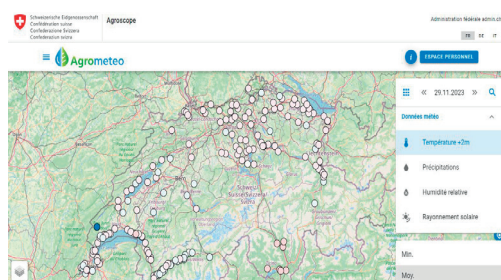 Schweizerische Eidgenossenschaft
Confédération suisse
Confederazione Svizzera
Confederaziun svizra
Agroscope
Administration fédérale admin.ch
FR DE IT
Agrometeo
i ESPACE PERSONNEL
« 29.11.2023 »
Données météo
Température +2m
Précipitations
Humidité relative
Rayonnement solaire
Min.
Moy.
Bern